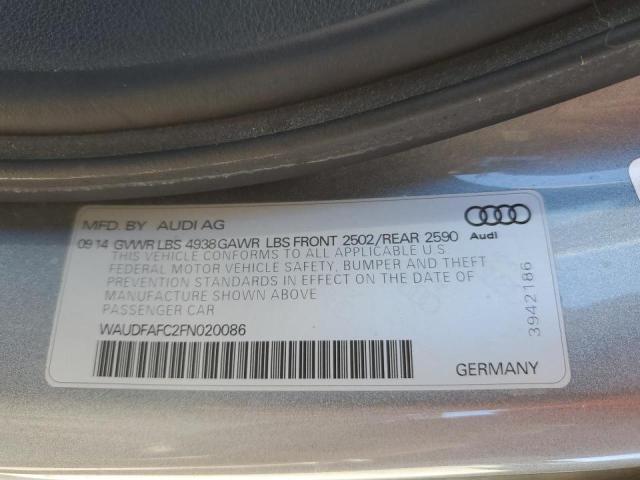 MFD. BY AUDI AG
09 14 GVWR LBS 4938 GAWR LBS FRONT 2502/REAR 2590
THIS VEHICLE CONFORMS TO ALL APPLICABLE U.S.
FEDERAL MOTOR VEHICLE SAFETY, BUMPER AND THEFT
PREVENTION STANDARDS IN EFFECT ON THE DATE OF
MANUFACTURE SHOWN ABOVE
PASSENGER CAR
WAUDFAFC2FN020086
Audi
3942186
GERMANY